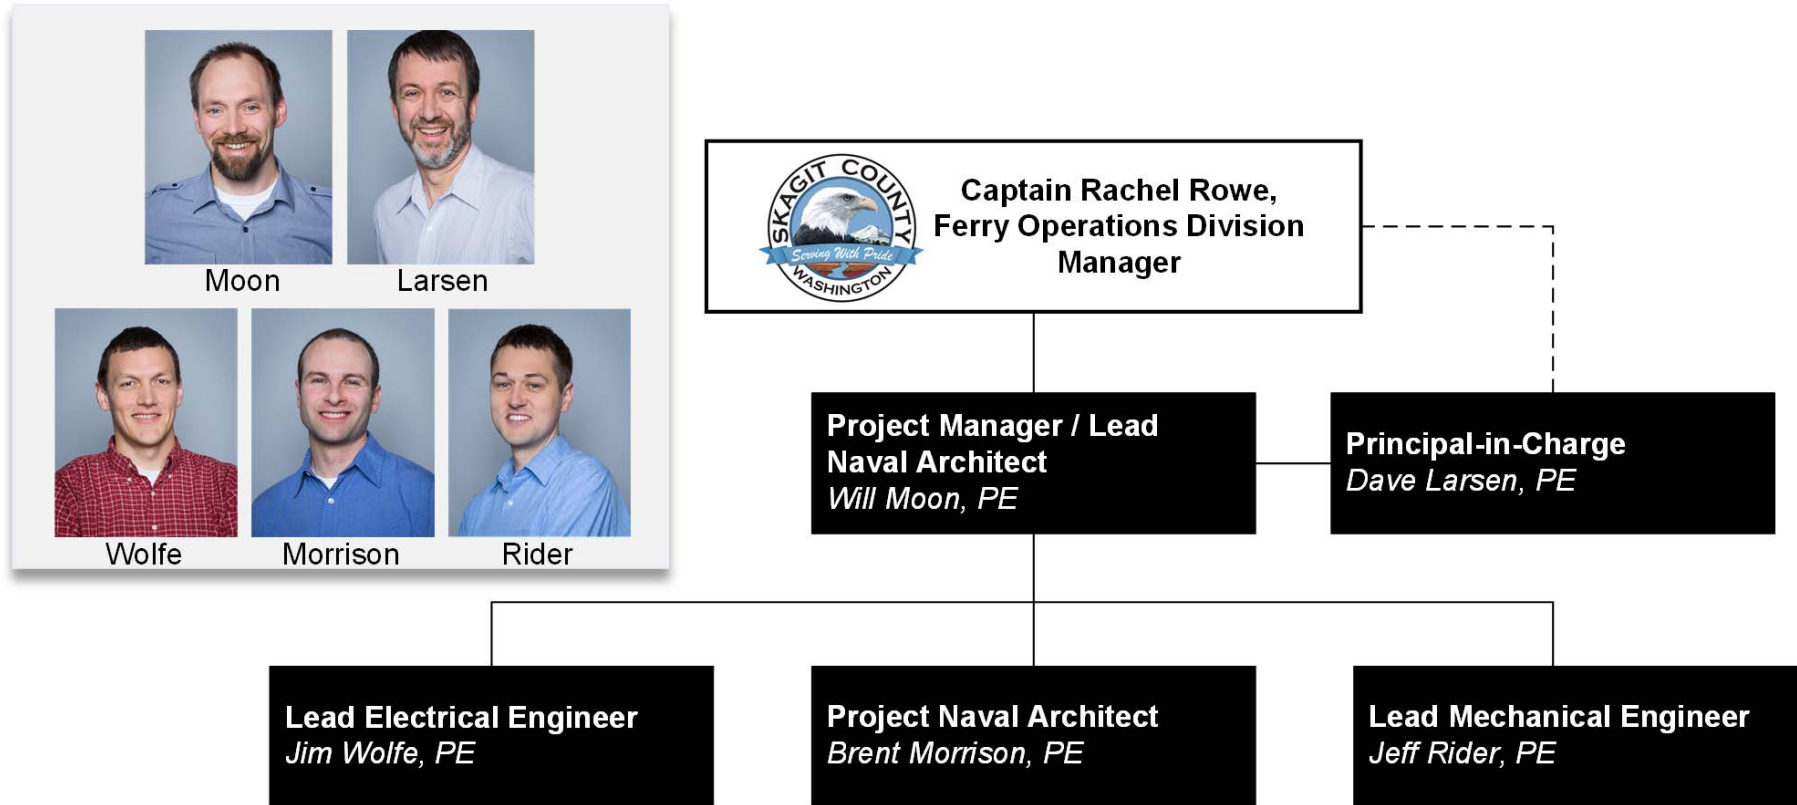 Moon
Larsen
Wolfe
Morrison
Rider
SKAGIT COUNTY
Serving With Pride
WASHINGTON
Captain Rachel Rowe,
Ferry Operations Division
Manager
Project Manager / Lead
Naval Architect
Will Moon, PE
Principal-in-Charge
Dave Larsen, PE
Lead Electrical Engineer
Jim Wolfe, PE
Project Naval Architect
Brent Morrison, PE
Lead Mechanical Engineer
Jeff Rider, PE